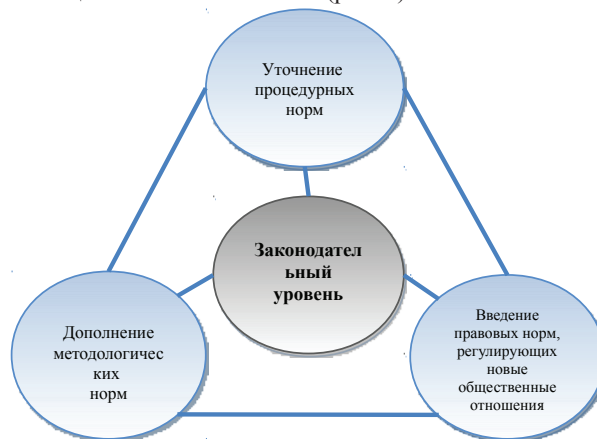 Уточнение
процедурных
норм
Законодател
ьный
уровень
Дополнение
методологичес
ких
норм
Введение
правовых норм,
регулирующих
новые
общественные
отношения